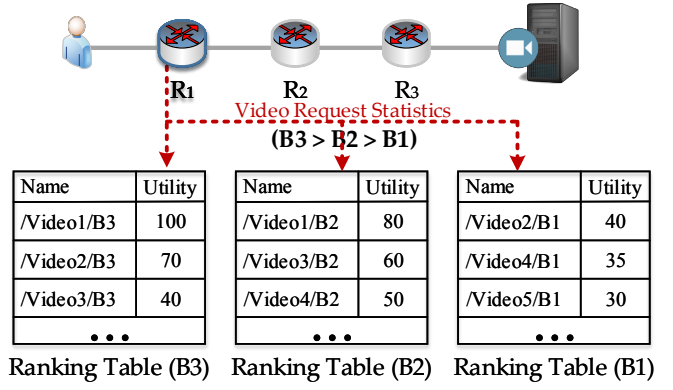 R1 R2 R3
Video Request Statistics
(B3 > B2 > B1)
Name Utility
/Video1/B3 100
/Video2/B3 70
/Video3/B3 40
• • •
Ranking Table (B3)
Name Utility
/Video1/B2 80
/Video3/B2 60
/Video4/B2 50
• • •
Ranking Table (B2)
Name Utility
/Video2/B1 40
/Video4/B1 35
/Video5/B1 30
• • •
Ranking Table (B1)